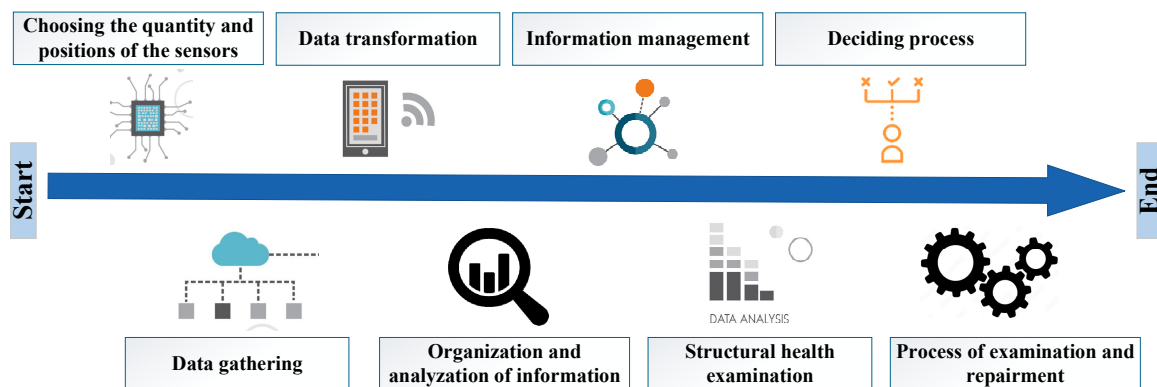 Choosing the quantity and
positions of the sensors
Data transformation
Information management
Deciding process
Start
End
DATA ANALYSIS
Data gathering
Organization and
analyzation of information
Structural health
examination
Process of examination and
repairment